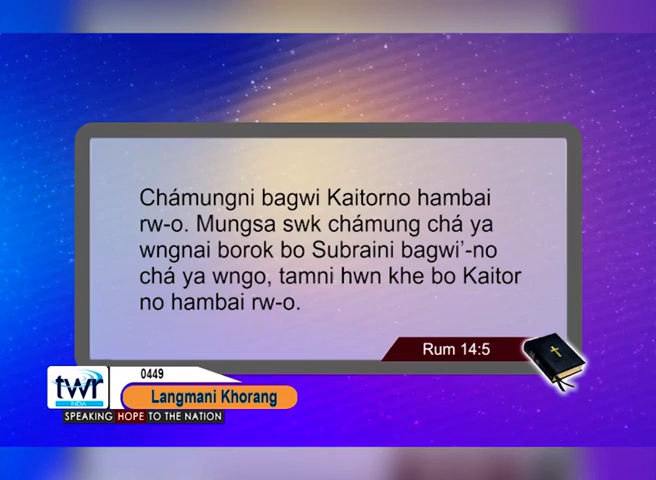 Chámungni bagwi Kaitorno hambai
rw-o. Mungsa swk chámung chá ya
wngnai borok bo Subraini bagwi’-no
chá ya wngo, tamni hwn khe bo Kaitor
no hambai rw-o.
Rum 14:5
twr
INDIA
0449
Langmani Khorang
SPEAKING HOPE TO THE NATION